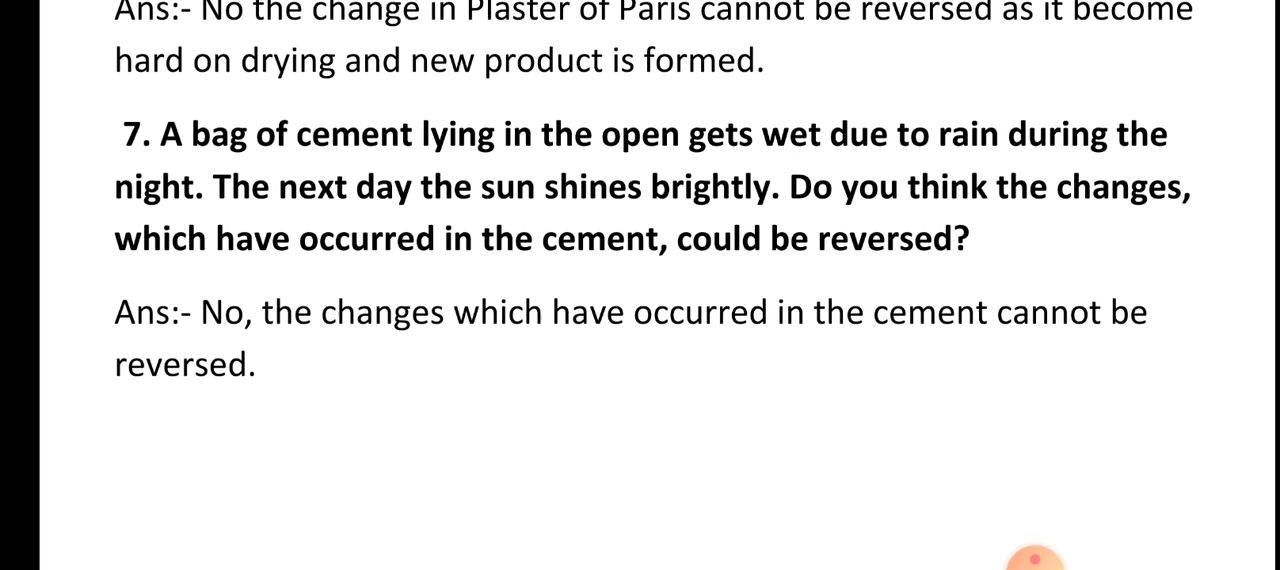 Ans:- No the change in Plaster of Paris cannot be reversed as it become
hard on drying and new product is formed.
7. A bag of cement lying in the open gets wet due to rain during the
night. The next day the sun shines brightly. Do you think the changes,
which have occurred in the cement, could be reversed?
Ans:- No, the changes which have occurred in the cement cannot be
reversed.